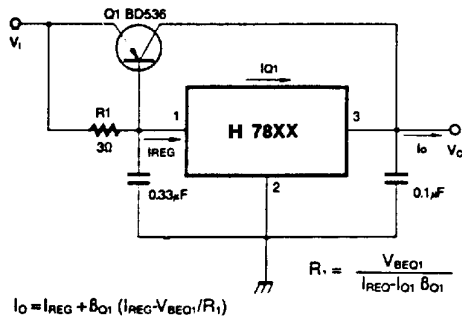 Q1 BD536
VI
IQ1
R1
3Ω
1
H 78XX
3
IREG
IO
VO
2
0.33μF
0.1μF
R1 = VBEQ1 / IREQ-IQ1 βQ1
IO = IREG + βQ1 (IREG-VBEQ1/R1)